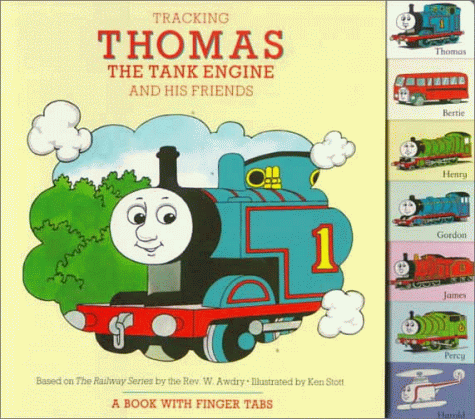 TRACKING
THOMAS
THE TANK ENGINE
AND HIS FRIENDS
1
Based on The Railway Series by the Rev. W. Awdry • Illustrated by Ken Stott
A BOOK WITH FINGER TABS
Thomas
Bertie
Henry
Gordon
James
Percy
Harold